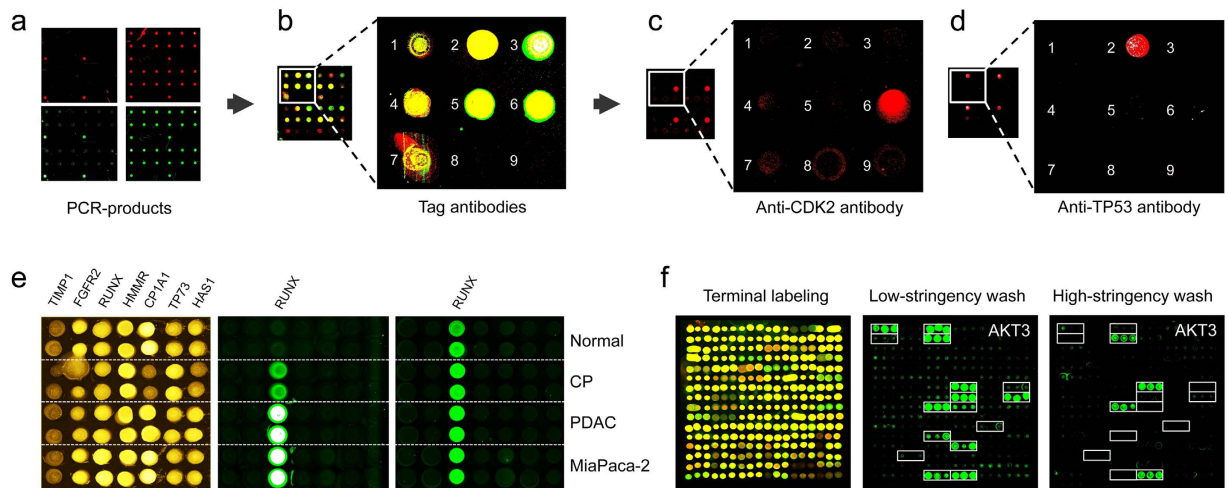 a
b
c
d
1 2 3
4 5 6
7 8 9
1 2 3
4 5 6
7 8 9
1 2 3
4 5 6
7 8 9
PCR-products
Tag antibodies
Anti-CDK2 antibody
Anti-TP53 antibody
e
TIMP1
FGFR2
RUNX
HMMR
CP1A1
TP73
HAS1
RUNX
RUNX
Normal
CP
PDAC
MiaPaca-2
f
Terminal labeling
Low-stringency wash
High-stringency wash
AKT3
AKT3